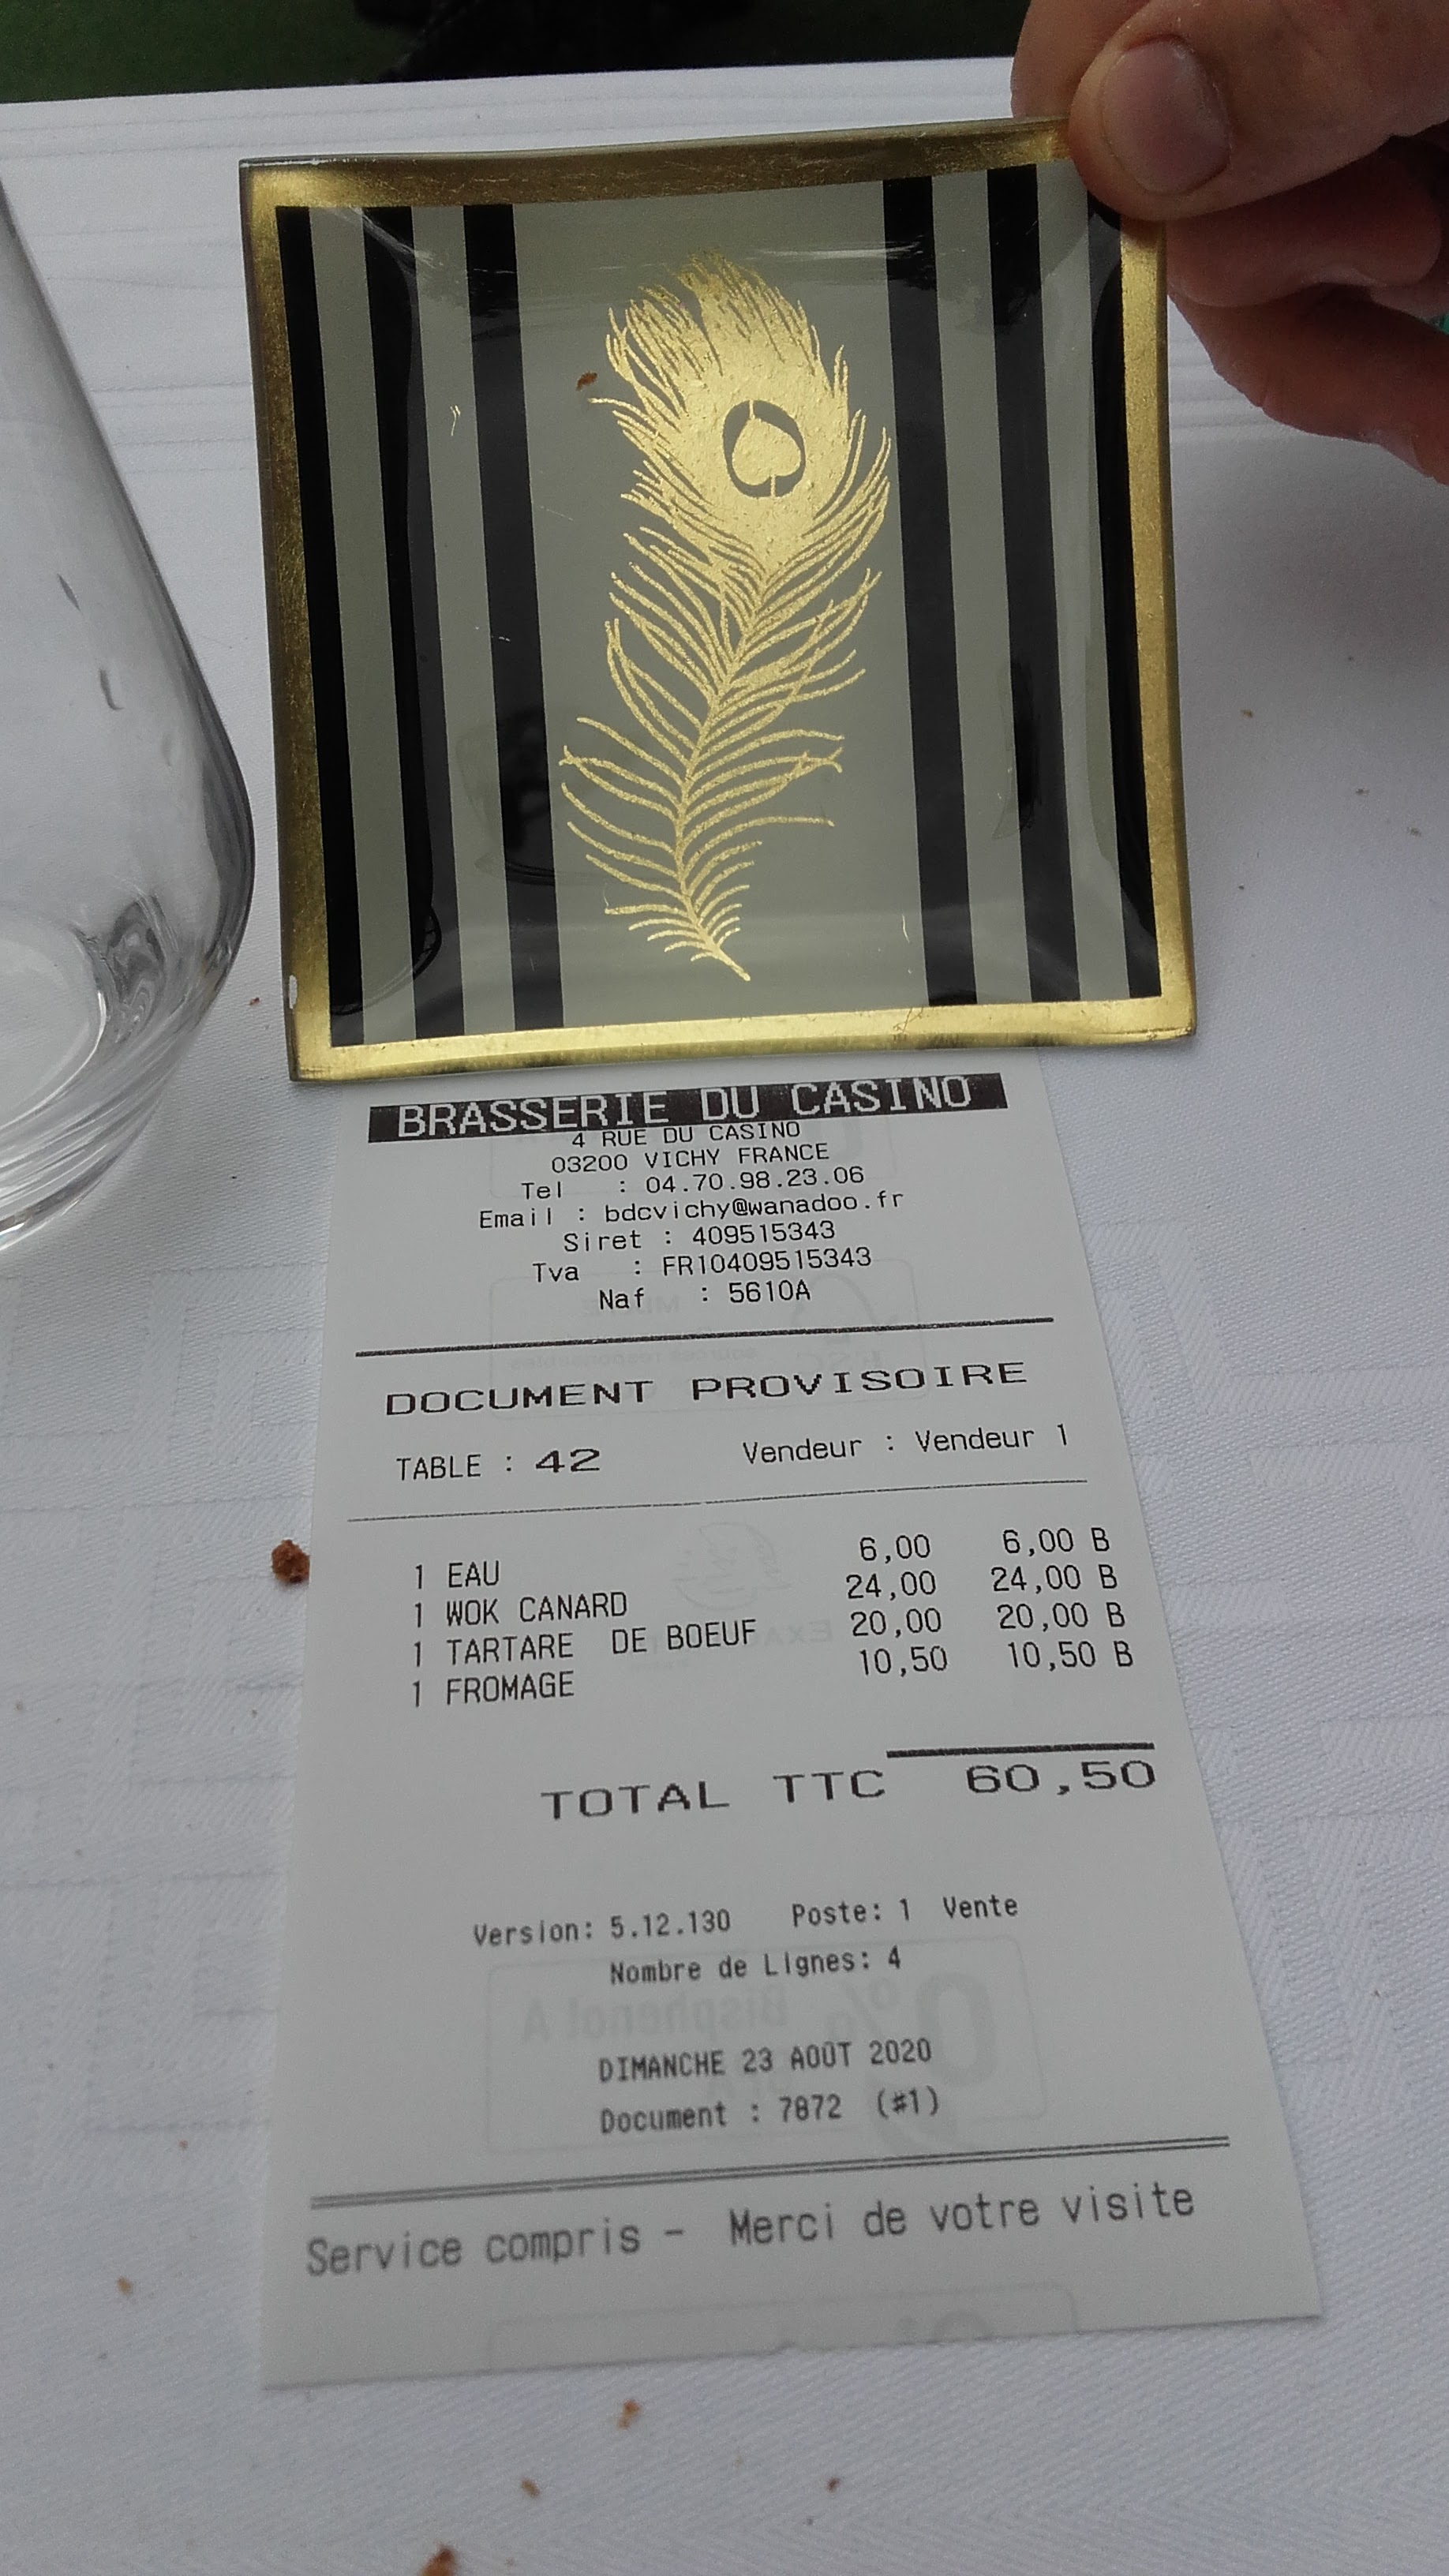 BRASSERIE DU CASINO
4 RUE DU CASINO
03200 VICHY FRANCE
Tel : 04.70.98.23.06
Email : bdcvichy@wanadoo.fr
Siret : 409515343
Tva : FR10409515343
Naf : 5610A
DOCUMENT PROVISOIRE
TABLE : 42 Vendeur : Vendeur 1
1 EAU 6,00 6,00 B
1 WOK CANARD 24,00 24,00 B
1 TARTARE DE BOEUF 20,00 20,00 B
1 FROMAGE 10,50 10,50 B
TOTAL TTC 60,50
Version: 5.12.130 Poste: 1 Vente
Nombre de Lignes: 4
DIMANCHE 23 AOÛT 2020
Document : 7872 (#1)
Service compris - Merci de votre visite